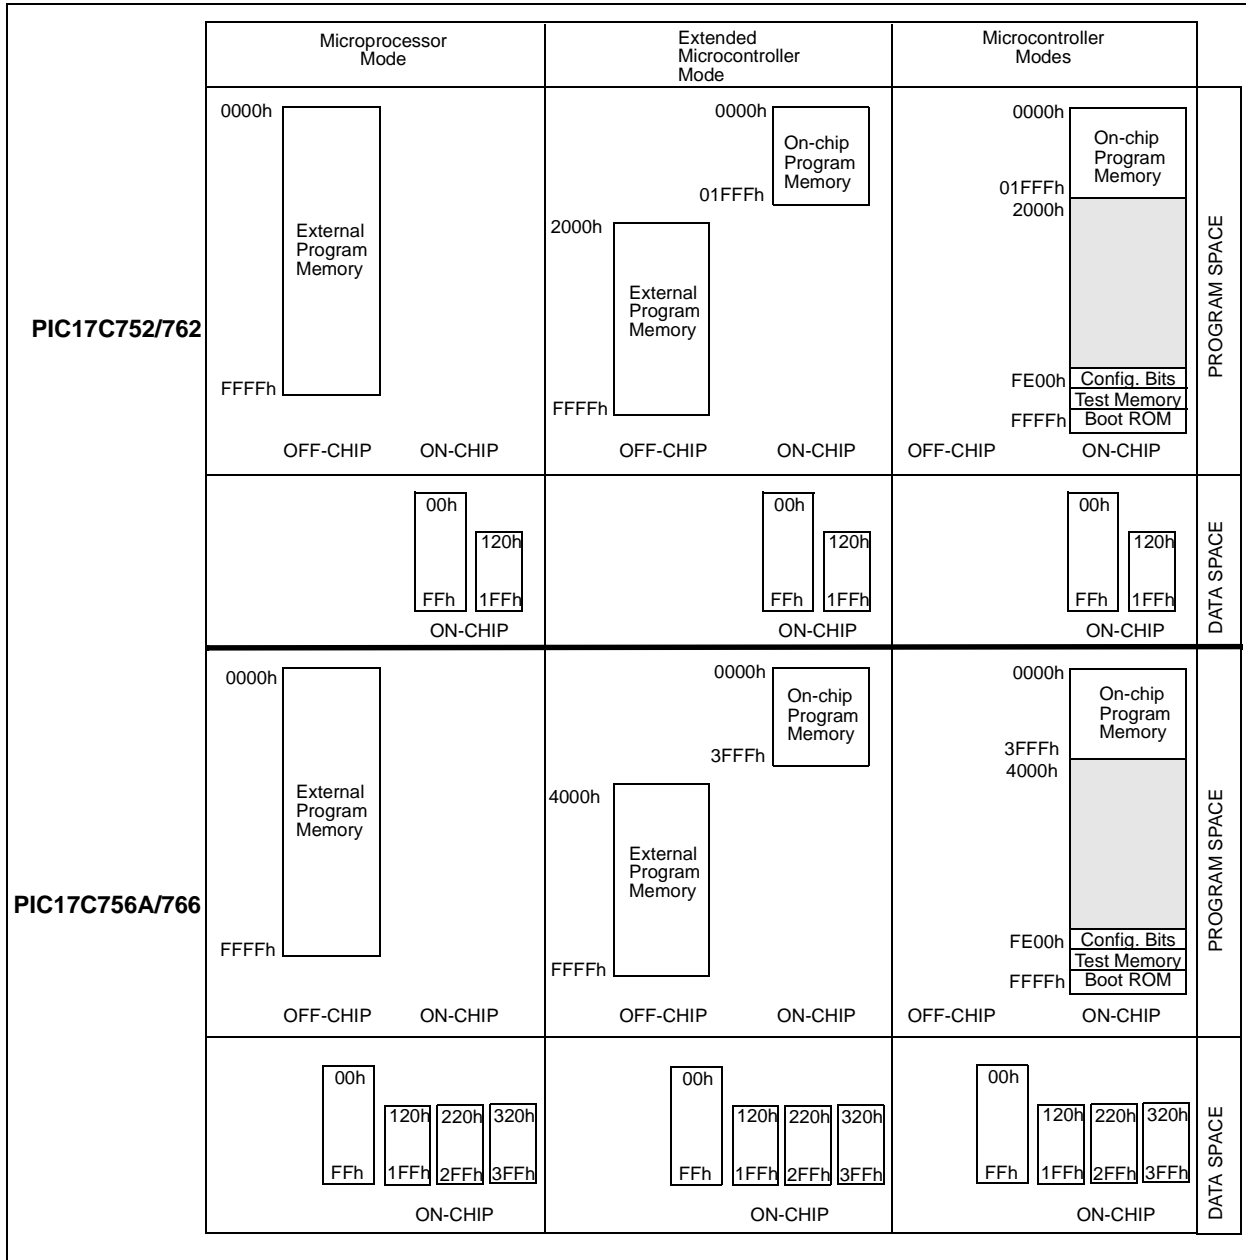 Microprocessor
Mode
Extended
Microcontroller
Mode
Microcontroller
Modes
PIC17C752/762
0000h
External
Program
Memory
FFFFh
OFF-CHIP ON-CHIP
0000h
On-chip
Program
Memory
01FFFh
2000h
External
Program
Memory
FFFFh
OFF-CHIP ON-CHIP
0000h
On-chip
Program
Memory
01FFFh
2000h
FE00h Config. Bits
Test Memory
FFFFh Boot ROM
OFF-CHIP ON-CHIP
PROGRAM SPACE
00h
120h
FFh 1FFh
ON-CHIP
00h
120h
FFh 1FFh
ON-CHIP
00h
120h
FFh 1FFh
ON-CHIP
DATA SPACE
PIC17C756A/766
0000h
External
Program
Memory
FFFFh
OFF-CHIP ON-CHIP
0000h
On-chip
Program
Memory
3FFFh
4000h
External
Program
Memory
FFFFh
OFF-CHIP ON-CHIP
0000h
On-chip
Program
Memory
3FFFh
4000h
FE00h Config. Bits
Test Memory
FFFFh Boot ROM
OFF-CHIP ON-CHIP
PROGRAM SPACE
00h
120h 220h 320h
FFh 1FFh 2FFh 3FFh
ON-CHIP
00h
120h 220h 320h
FFh 1FFh 2FFh 3FFh
ON-CHIP
00h
120h 220h 320h
FFh 1FFh 2FFh 3FFh
ON-CHIP
DATA SPACE